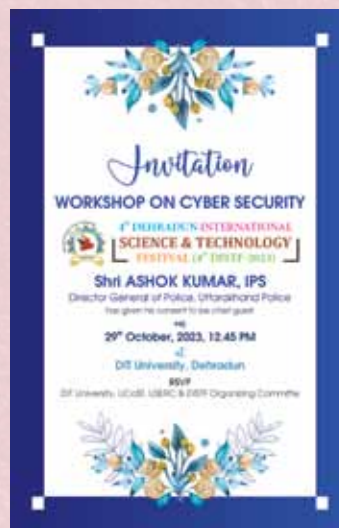 Invitation
WORKSHOP ON CYBER SECURITY
4th DEHRADUN INTERNATIONAL
SCIENCE & TECHNOLOGY
FESTIVAL (4th DISTF-2023)
Shri ASHOK KUMAR, IPS
Director General of Police, Uttarakhand Police
has given his consent to be chief guest
on
29th October, 2023, 12:45 PM
at
DIT University, Dehradun
RSVP
DIT University, UCoST, USERC & DISTF Organizing Committe